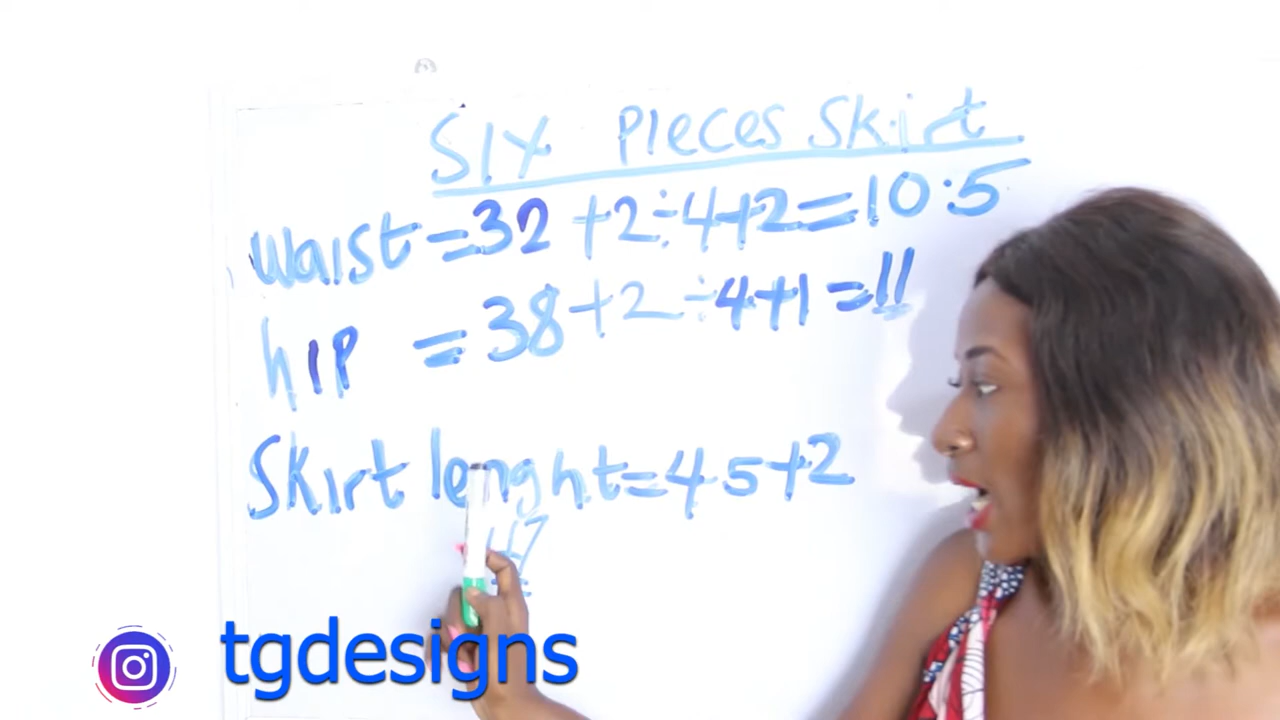 SIX PIECES Skirt
Waist = 32 + 2 ÷ 4 + 2 = 10.5
hIP = 38 + 2 ÷ 4 + 1 = 11
Skirt lenght = 45 + 2
47
tgdesigns